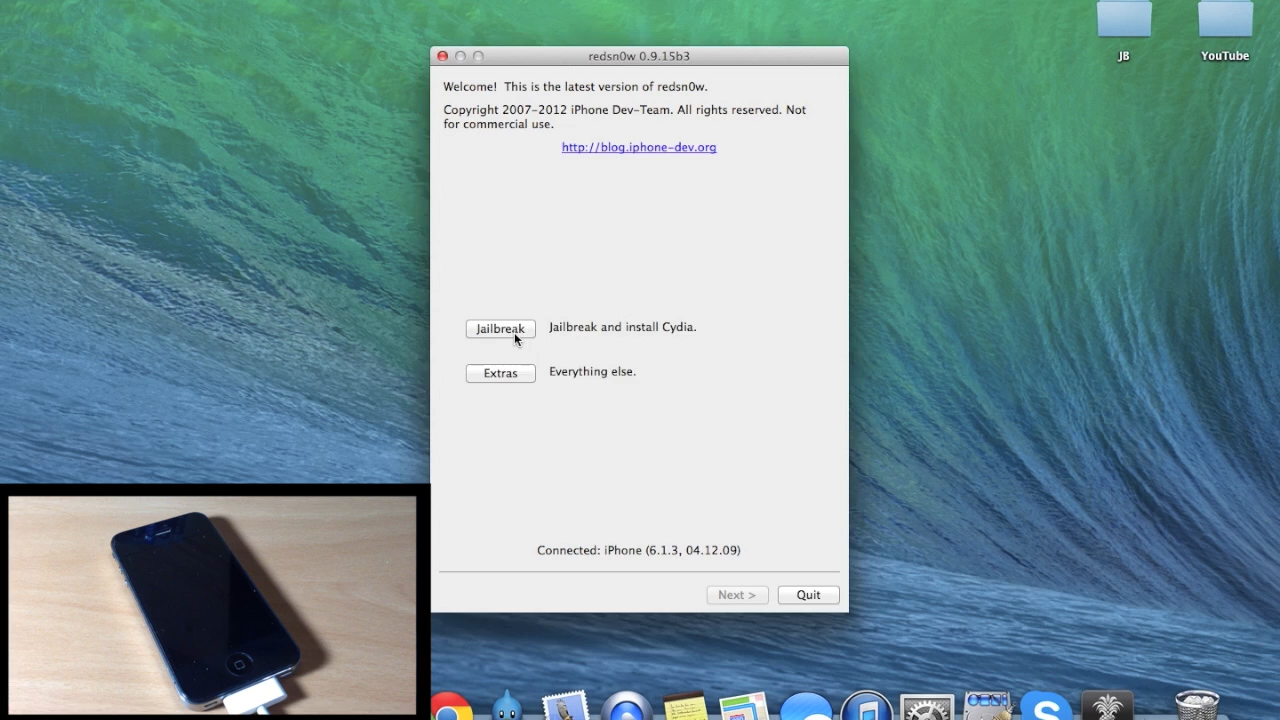 redsn0w 0.9.15b3
JB
YouTube
Welcome!  This is the latest version of redsn0w.
Copyright 2007-2012 iPhone Dev-Team. All rights reserved. Not
for commercial use.
http://blog.iphone-dev.org
Jailbreak
Jailbreak and install Cydia.
Extras
Everything else.
Connected: iPhone (6.1.3, 04.12.09)
Next >
Quit